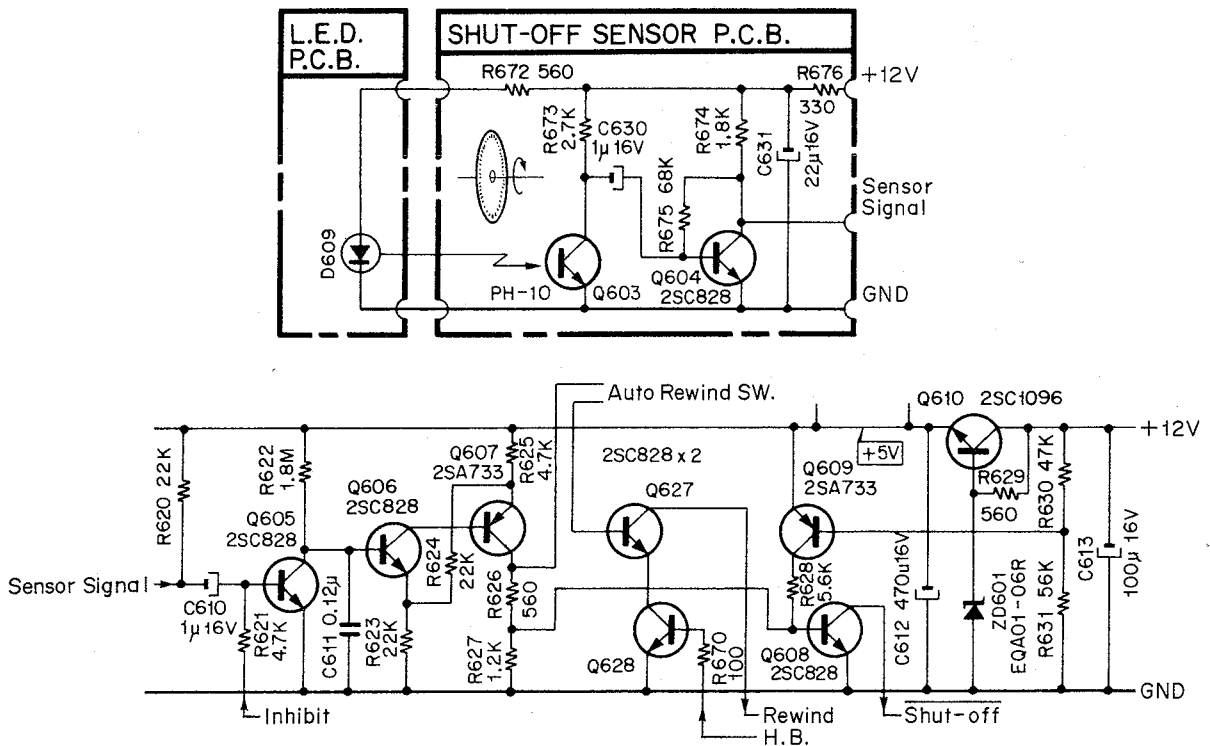 L.E.D.
P.C.B.
SHUT-OFF SENSOR P.C.B.
R672 560
R676
330
+12V
R673
2.7K
C630
1µ 16V
R674
1.8K
C631
22µ16V
R675 68K
Sensor
Signal
D609
PH-10
Q603
Q604
2SC828
GND
Auto Rewind SW.
Q610 2SC1096
+12V
+5V
R620 22K
R622
1.8M
Q605
2SC828
Q606
2SC828
Q607
2SA733
R625
4.7K
2SC828 x 2
Q627
Q609
2SA733
R629
560
R630 47K
Sensor Signal
C610
1µ 16V
R621
4.7K
C611 0.12µ
R623
22K
R624
22K
R626
560
R627
1.2K
Q628
R670
100
R628
5.6K
Q608
2SC828
C612 470u16V
ZD601
EQA01-06R
R631 56K
C613
100µ 16V
GND
Inhibit
Rewind
H.B.
Shut-off